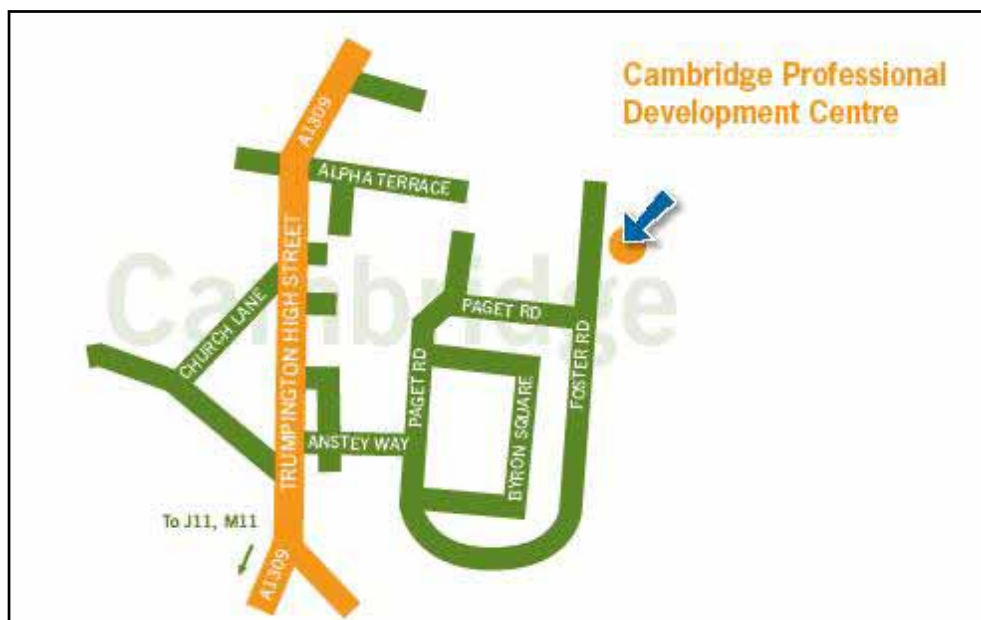 Cambridge Professional
Development Centre
A1309
ALPHA TERRACE
TRUMPINGTON HIGH STREET
Cambridge
CHURCH LANE
PAGET RD
PAGET RD
FOSTER RD
BYRON SQUARE
ANSTEY WAY
To J11, M11
A1309